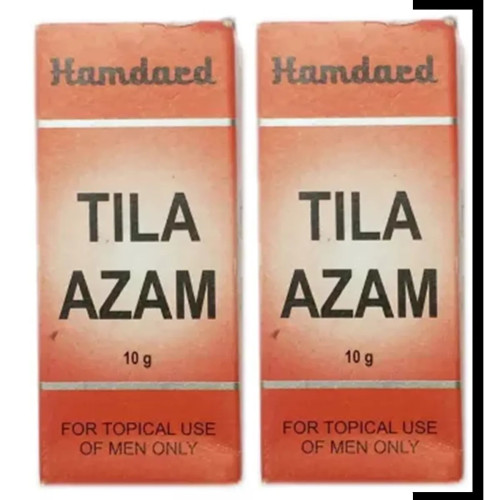 Hamdard
TILA
AZAM
10 g
FOR TOPICAL USE
OF MEN ONLY
Hamdard
TILA
AZAM
10 g
FOR TOPICAL USE
OF MEN ONLY